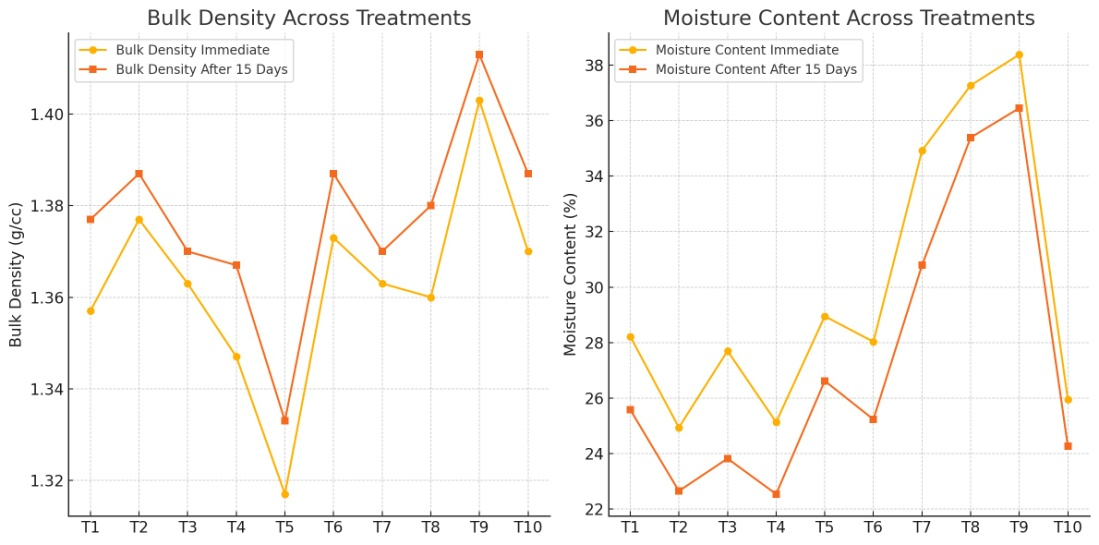 Bulk Density Across Treatments
Bulk Density Immediate
Bulk Density After 15 Days
Bulk Density (g/cc)
1.40
1.38
1.36
1.34
1.32
T1 T2 T3 T4 T5 T6 T7 T8 T9 T10
Moisture Content Across Treatments
Moisture Content Immediate
Moisture Content After 15 Days
Moisture Content (%)
38
36
34
32
30
28
26
24
22
T1 T2 T3 T4 T5 T6 T7 T8 T9 T10